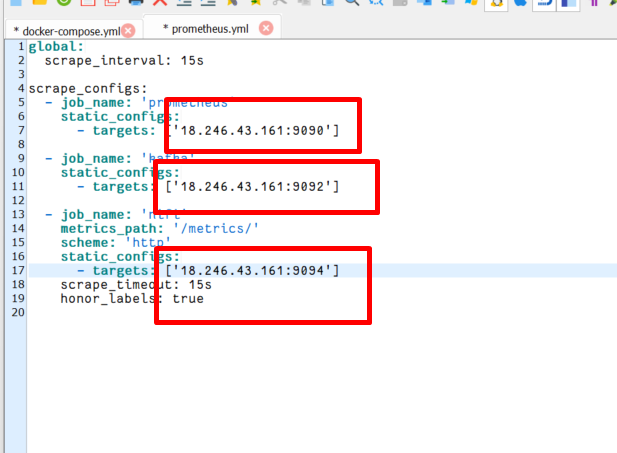 * docker-compose.yml
* prometheus.yml
1 global:
2 scrape_interval: 15s
3
4 scrape_configs:
5 - job_name: 'prometheus'
6 static_configs:
7 - targets: ['18.246.43.161:9090']
8
9 - job_name:
10 static_configs:
11 - targets: ['18.246.43.161:9092']
12
13 - job_name:
14 metrics_path: '/metrics/'
15 scheme: 'http'
16 static_configs:
17 - targets: ['18.246.43.161:9094']
18 scrape_timeout: 15s
19 honor_labels: true
20